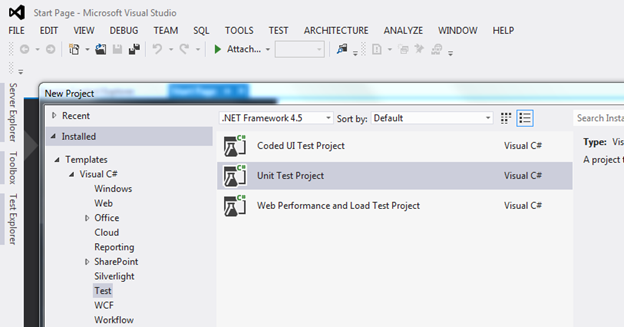 Start Page - Microsoft Visual Studio
FILE EDIT VIEW DEBUG TEAM SQL TOOLS TEST ARCHITECTURE ANALYZE WINDOW HELP
Attach...
Server Explorer
Toolbox
Test Explorer
New Project
Start Page
Recent
.NET Framework 4.5 Sort by: Default
Search Insta
Installed
Templates
Visual C#
Windows
Web
Office
Cloud
Reporting
SharePoint
Silverlight
Test
WCF
Workflow
Coded UI Test Project Visual C#
Unit Test Project Visual C#
Web Performance and Load Test Project Visual C#
Type: Vis
A project f